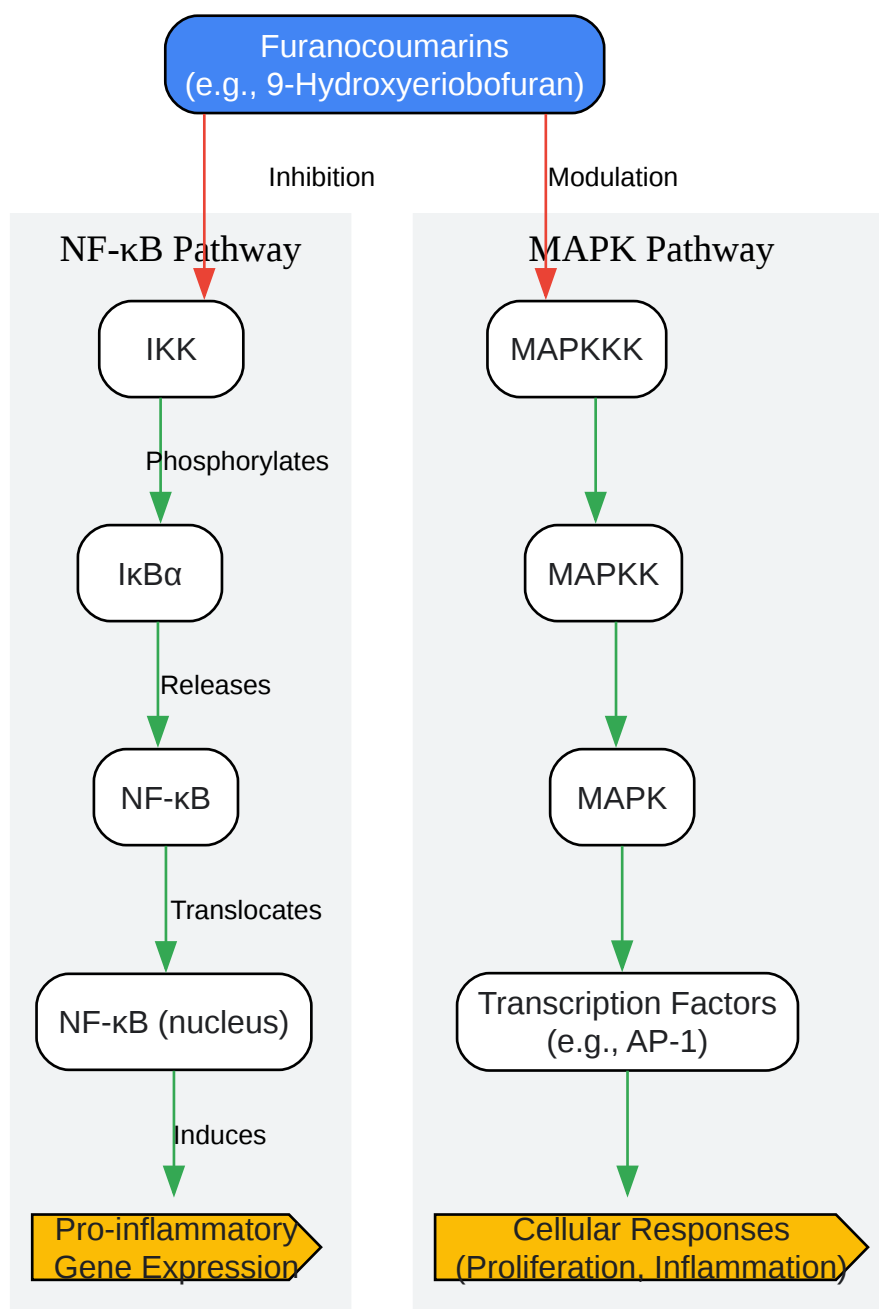 Furanocoumarins
(e.g., 9-Hydroxyeriobofuran)
Inhibition
Modulation
NF-κB Pathway
IKK
Phosphorylates
IκBα
Releases
NF-κB
Translocates
NF-κB (nucleus)
Induces
Pro-inflammatory
Gene Expression
MAPK Pathway
MAPKKK
MAPKK
MAPK
Transcription Factors
(e.g., AP-1)
Cellular Responses
(Proliferation, Inflammation)